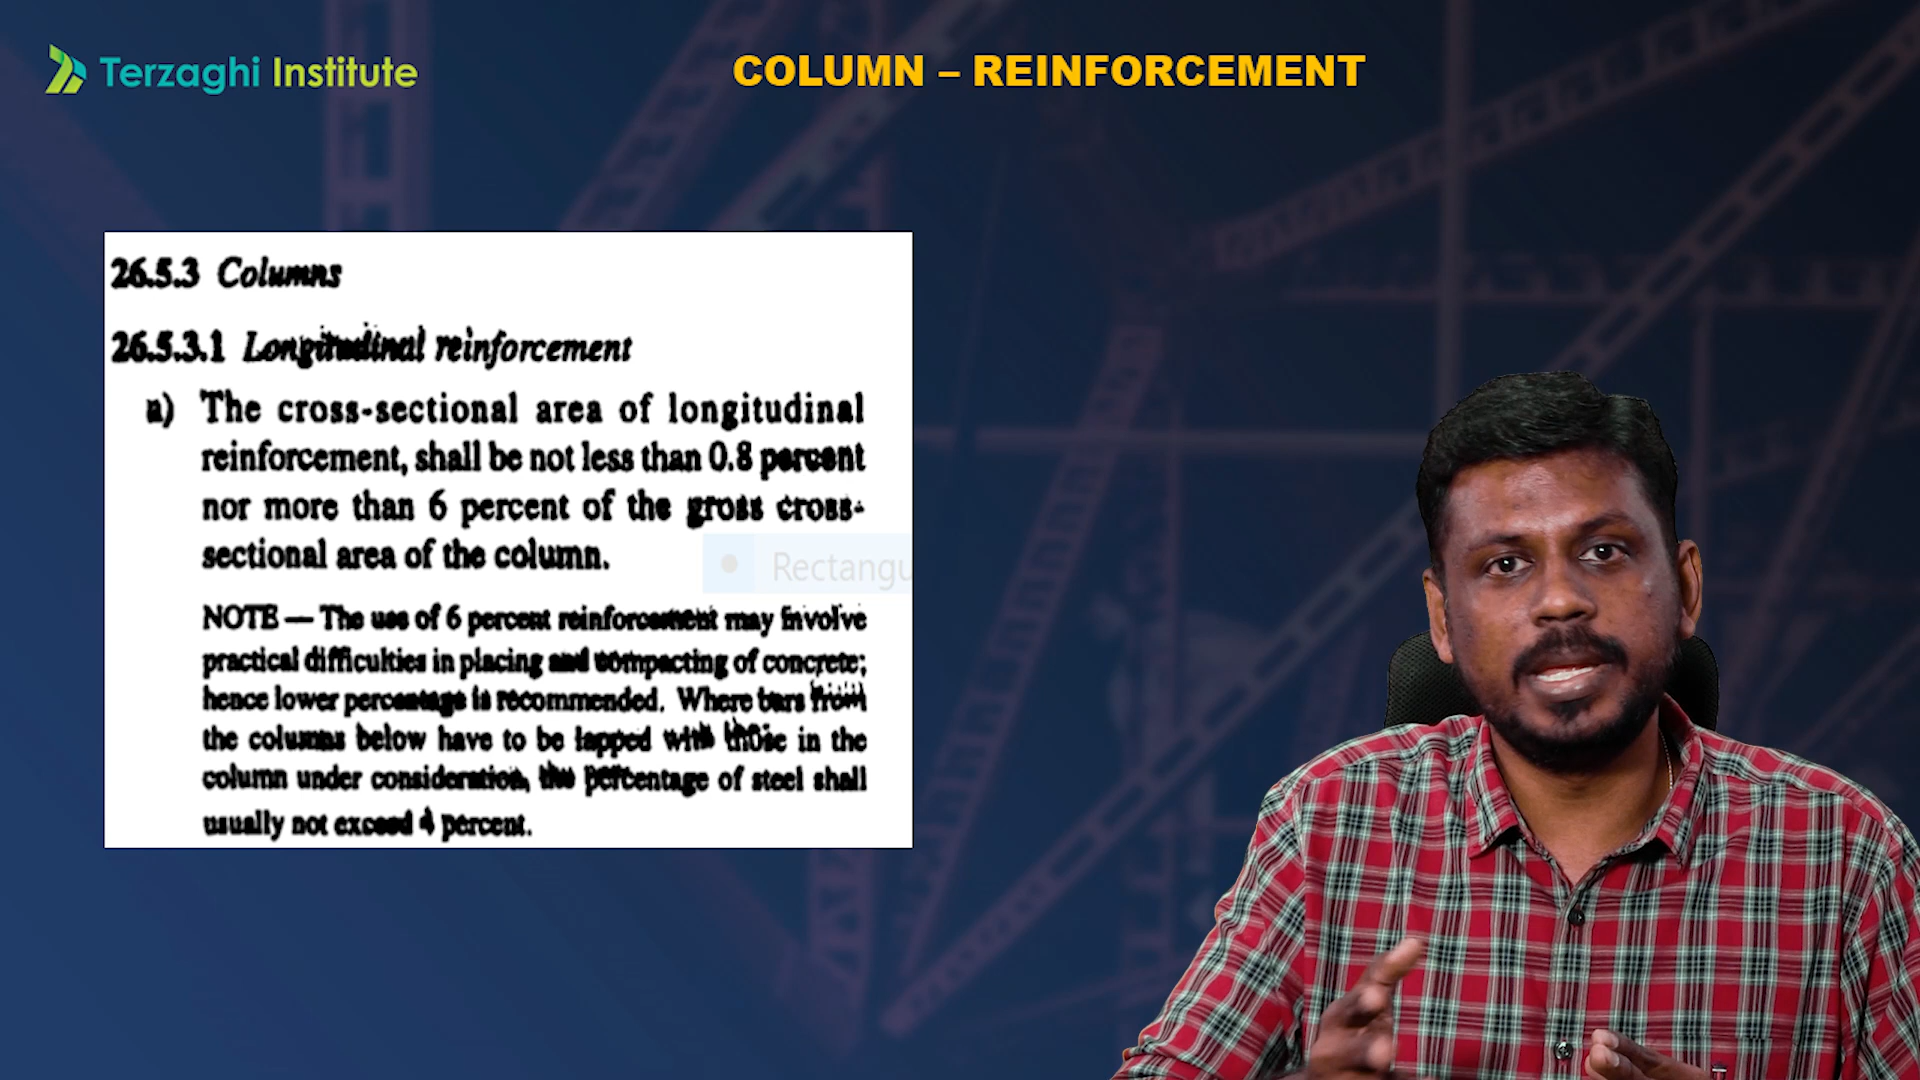 Terzaghi Institute
COLUMN – REINFORCEMENT
26.5.3 Columns
26.5.3.1 Longitudinal reinforcement
a) The cross-sectional area of longitudinal
reinforcement, shall be not less than 0.8 percent
nor more than 6 percent of the gross cross-
sectional area of the column.
Rectangu
NOTE — The use of 6 percent reinforcement may involve
practical difficulties in placing and compacting of concrete;
hence lower percentage is recommended. Where bars from
the columns below have to be lapped with those in the
column under consideration, the percentage of steel shall
usually not exceed 4 percent.